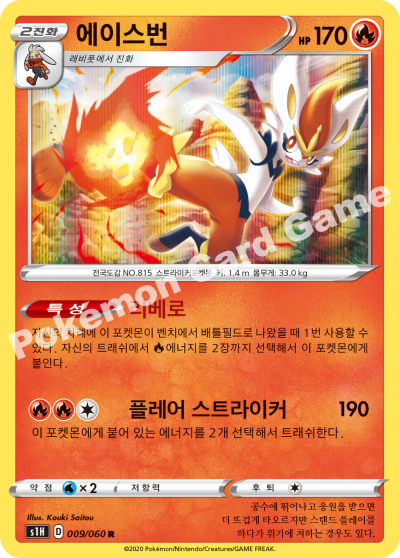 2진화
에이스번
HP 170
래비풋에서 진화
전국도감 NO.815 스트라이커포켓몬 키: 1.4 m 몸무게: 33.0 kg
특성 리베로
자신의 차례에 이 포켓몬이 벤치에서 배틀필드로 나왔을 때 1번 사용할 수
있다. 자신의 트래쉬에서 에너지를 2장까지 선택해서 이 포켓몬에게
붙인다.
플레어 스트라이커 190
이 포켓몬에게 붙어 있는 에너지를 2개 선택해서 트래쉬한다.
약점 ×2 저항력 후퇴
Illus. Kouki Saitou
s1H D 009/060 R
공수에 뛰어나고 응원을 받으면
더 뜨겁게 타오르지만 스탠드 플레이를
하다가 위기에 처하는 경우도 있다.
©2020 Pokémon/Nintendo/Creatures/GAME FREAK.
Pokémon Card Game